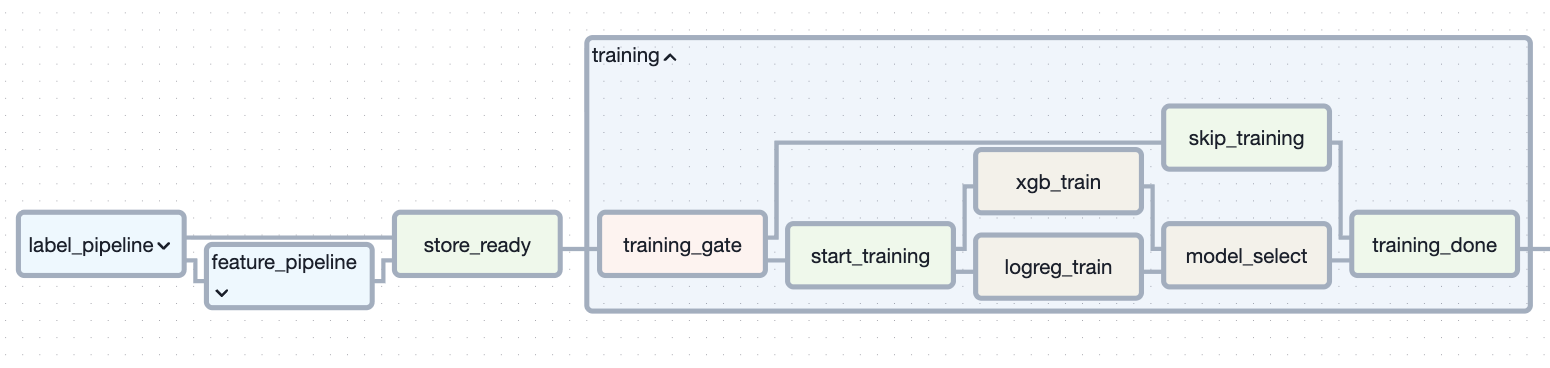 training
skip_training
xgb_train
label_pipeline
feature_pipeline
store_ready
training_gate
start_training
logreg_train
model_select
training_done